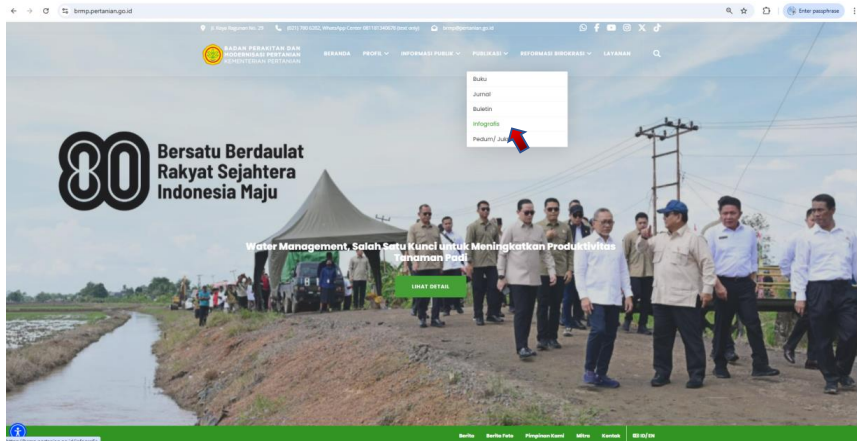 brmp.pertanian.go.id
Enter passphrase
BADAN PERAKITAN DAN
MODERNISASI PERTANIAN
KEMENTERIAN PERTANIAN
BERANDA PROFIL INFORMASI PUBLIK PUBLIKASI REFORMASI BIROKRASI LAYANAN
Buku
Jurnal
Buletin
Infografis
Pedum/
80
Bersatu Berdaulat
Rakyat Sejahtera
Indonesia Maju
Water Management, Salah Satu Kunci untuk Meningkatkan Produktivitas
Tanaman Padi
LIHAT DETAIL
Berita Berita Foto Pimpinan Kami Mitra Kontak ID/EN